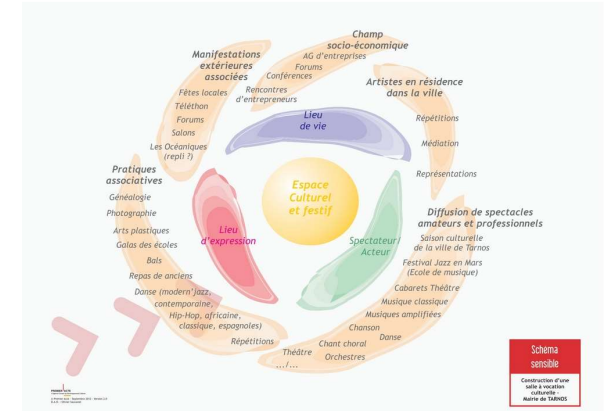 Champ
socio-économique
AG d'entreprises
Forums
Conférences
Rencontres
d'entrepreneurs
Manifestations
extérieures
associées
Fêtes locales
Téléthon
Forums
Salons
Les Océaniques
(repli ?)
Artistes en résidence
dans la ville
Répétitions
Médiation
Représentations
Lieu
de vie
Espace
Culturel
et festif
Lieu
d'expression
Spectateur/
Acteur
Pratiques
associatives
Généalogie
Photographie
Arts plastiques
Galas des écoles
Bals
Repas de anciens
Danse (modern'jazz,
contemporaine,
Hip-Hop, africaine,
classique, espagnoles)
Répétitions
Théâtre
.../...
Diffusion de spectacles
amateurs et professionnels
Saison culturelle
de la ville de Tarnos
Festival Jazz en Mars
(Ecole de musique)
Cabarets Théâtre
Musique classique
Musiques amplifiées
Chanson
Danse
Chant choral
Orchestres
Schéma
sensible
Construction d'une
salle à vocation
culturelle -
Mairie de TARNOS